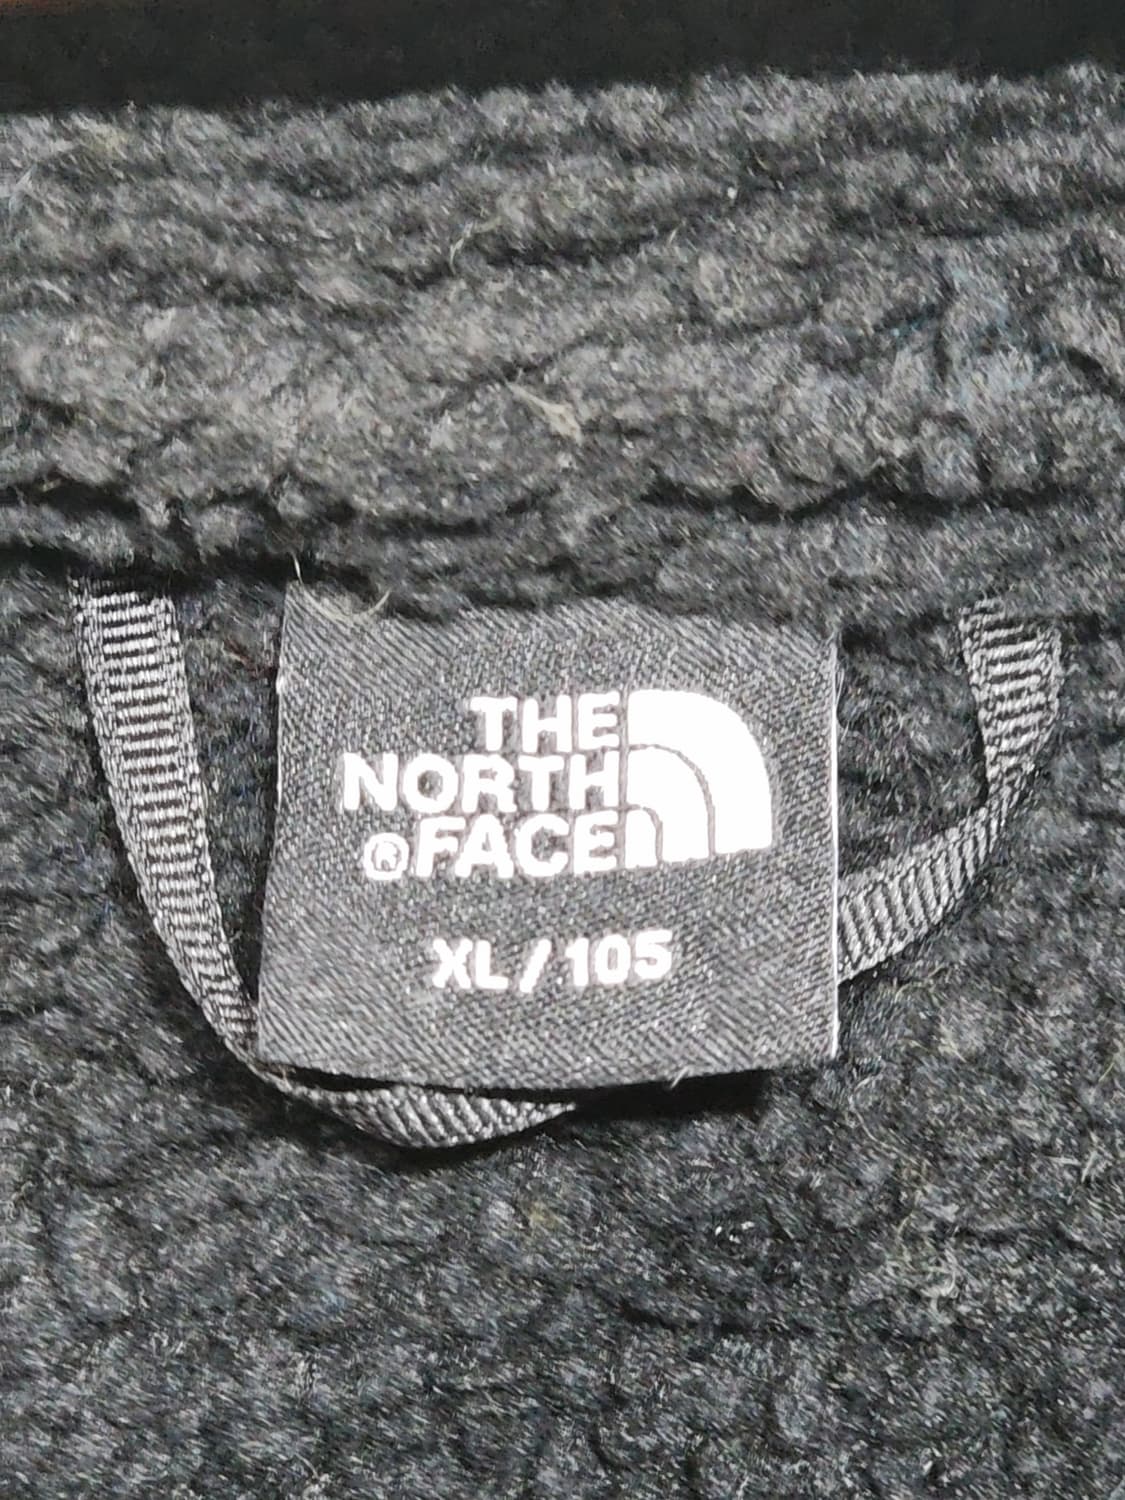 THE
NORTH
®FACE
XL/105